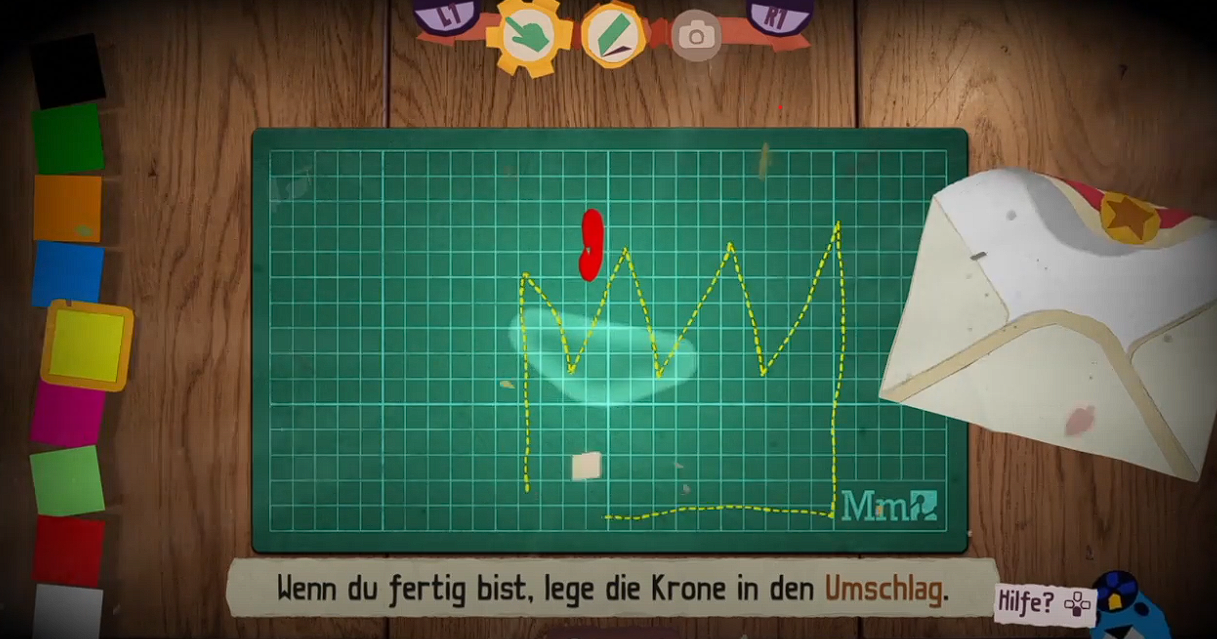 L1
R1
Mm
Wenn du fertig bist, lege die Krone in den Umschlag.
Hilfe?